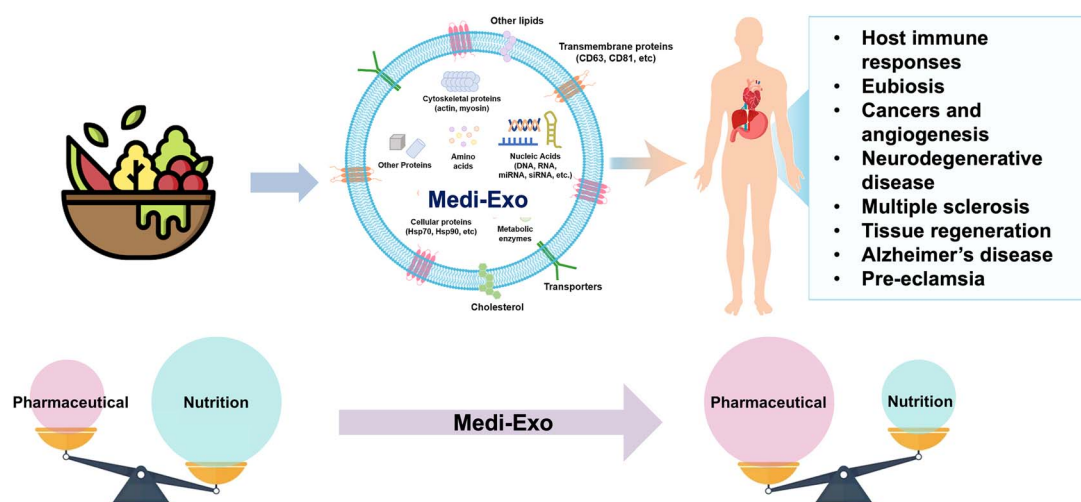 Other lipids
Transmembrane proteins
(CD63, CD81, etc)
Cytoskeletal proteins
(actin, myosin)
Other Proteins
Amino
acids
Nucleic Acids
(DNA, RNA,
miRNA, siRNA, etc.)
Medi-Exo
Cellular proteins
(Hsp70, Hsp90, etc)
Metabolic
enzymes
Transporters
Cholesterol
• Host immune
responses
• Eubiosis
• Cancers and
angiogenesis
• Neurodegenerative
disease
• Multiple sclerosis
• Tissue regeneration
• Alzheimer’s disease
• Pre-eclamsia
Pharmaceutical
Nutrition
Medi-Exo
Pharmaceutical
Nutrition